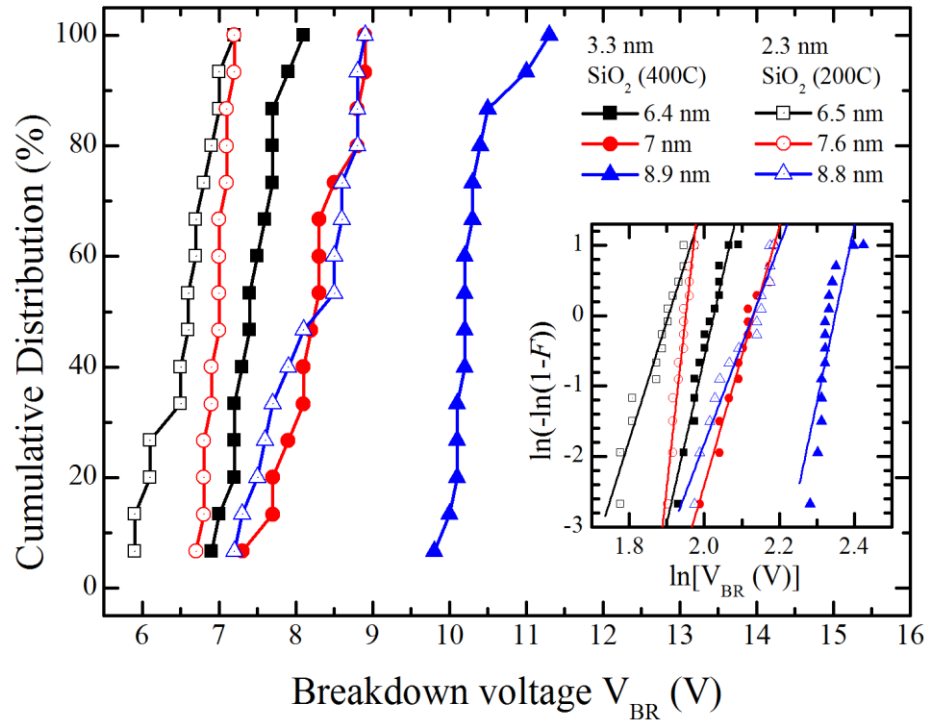 100
80
60
40
20
0
Cumulative Distribution (%)
6 7 8 9 10 11 12 13 14 15 16
Breakdown voltage V_BR (V)
3.3 nm
SiO₂ (400C)
6.4 nm
7 nm
8.9 nm
2.3 nm
SiO₂ (200C)
6.5 nm
7.6 nm
8.8 nm
1
0
-1
-2
-3
ln(-ln(1-F))
1.8 2.0 2.2 2.4
ln[V_BR (V)]